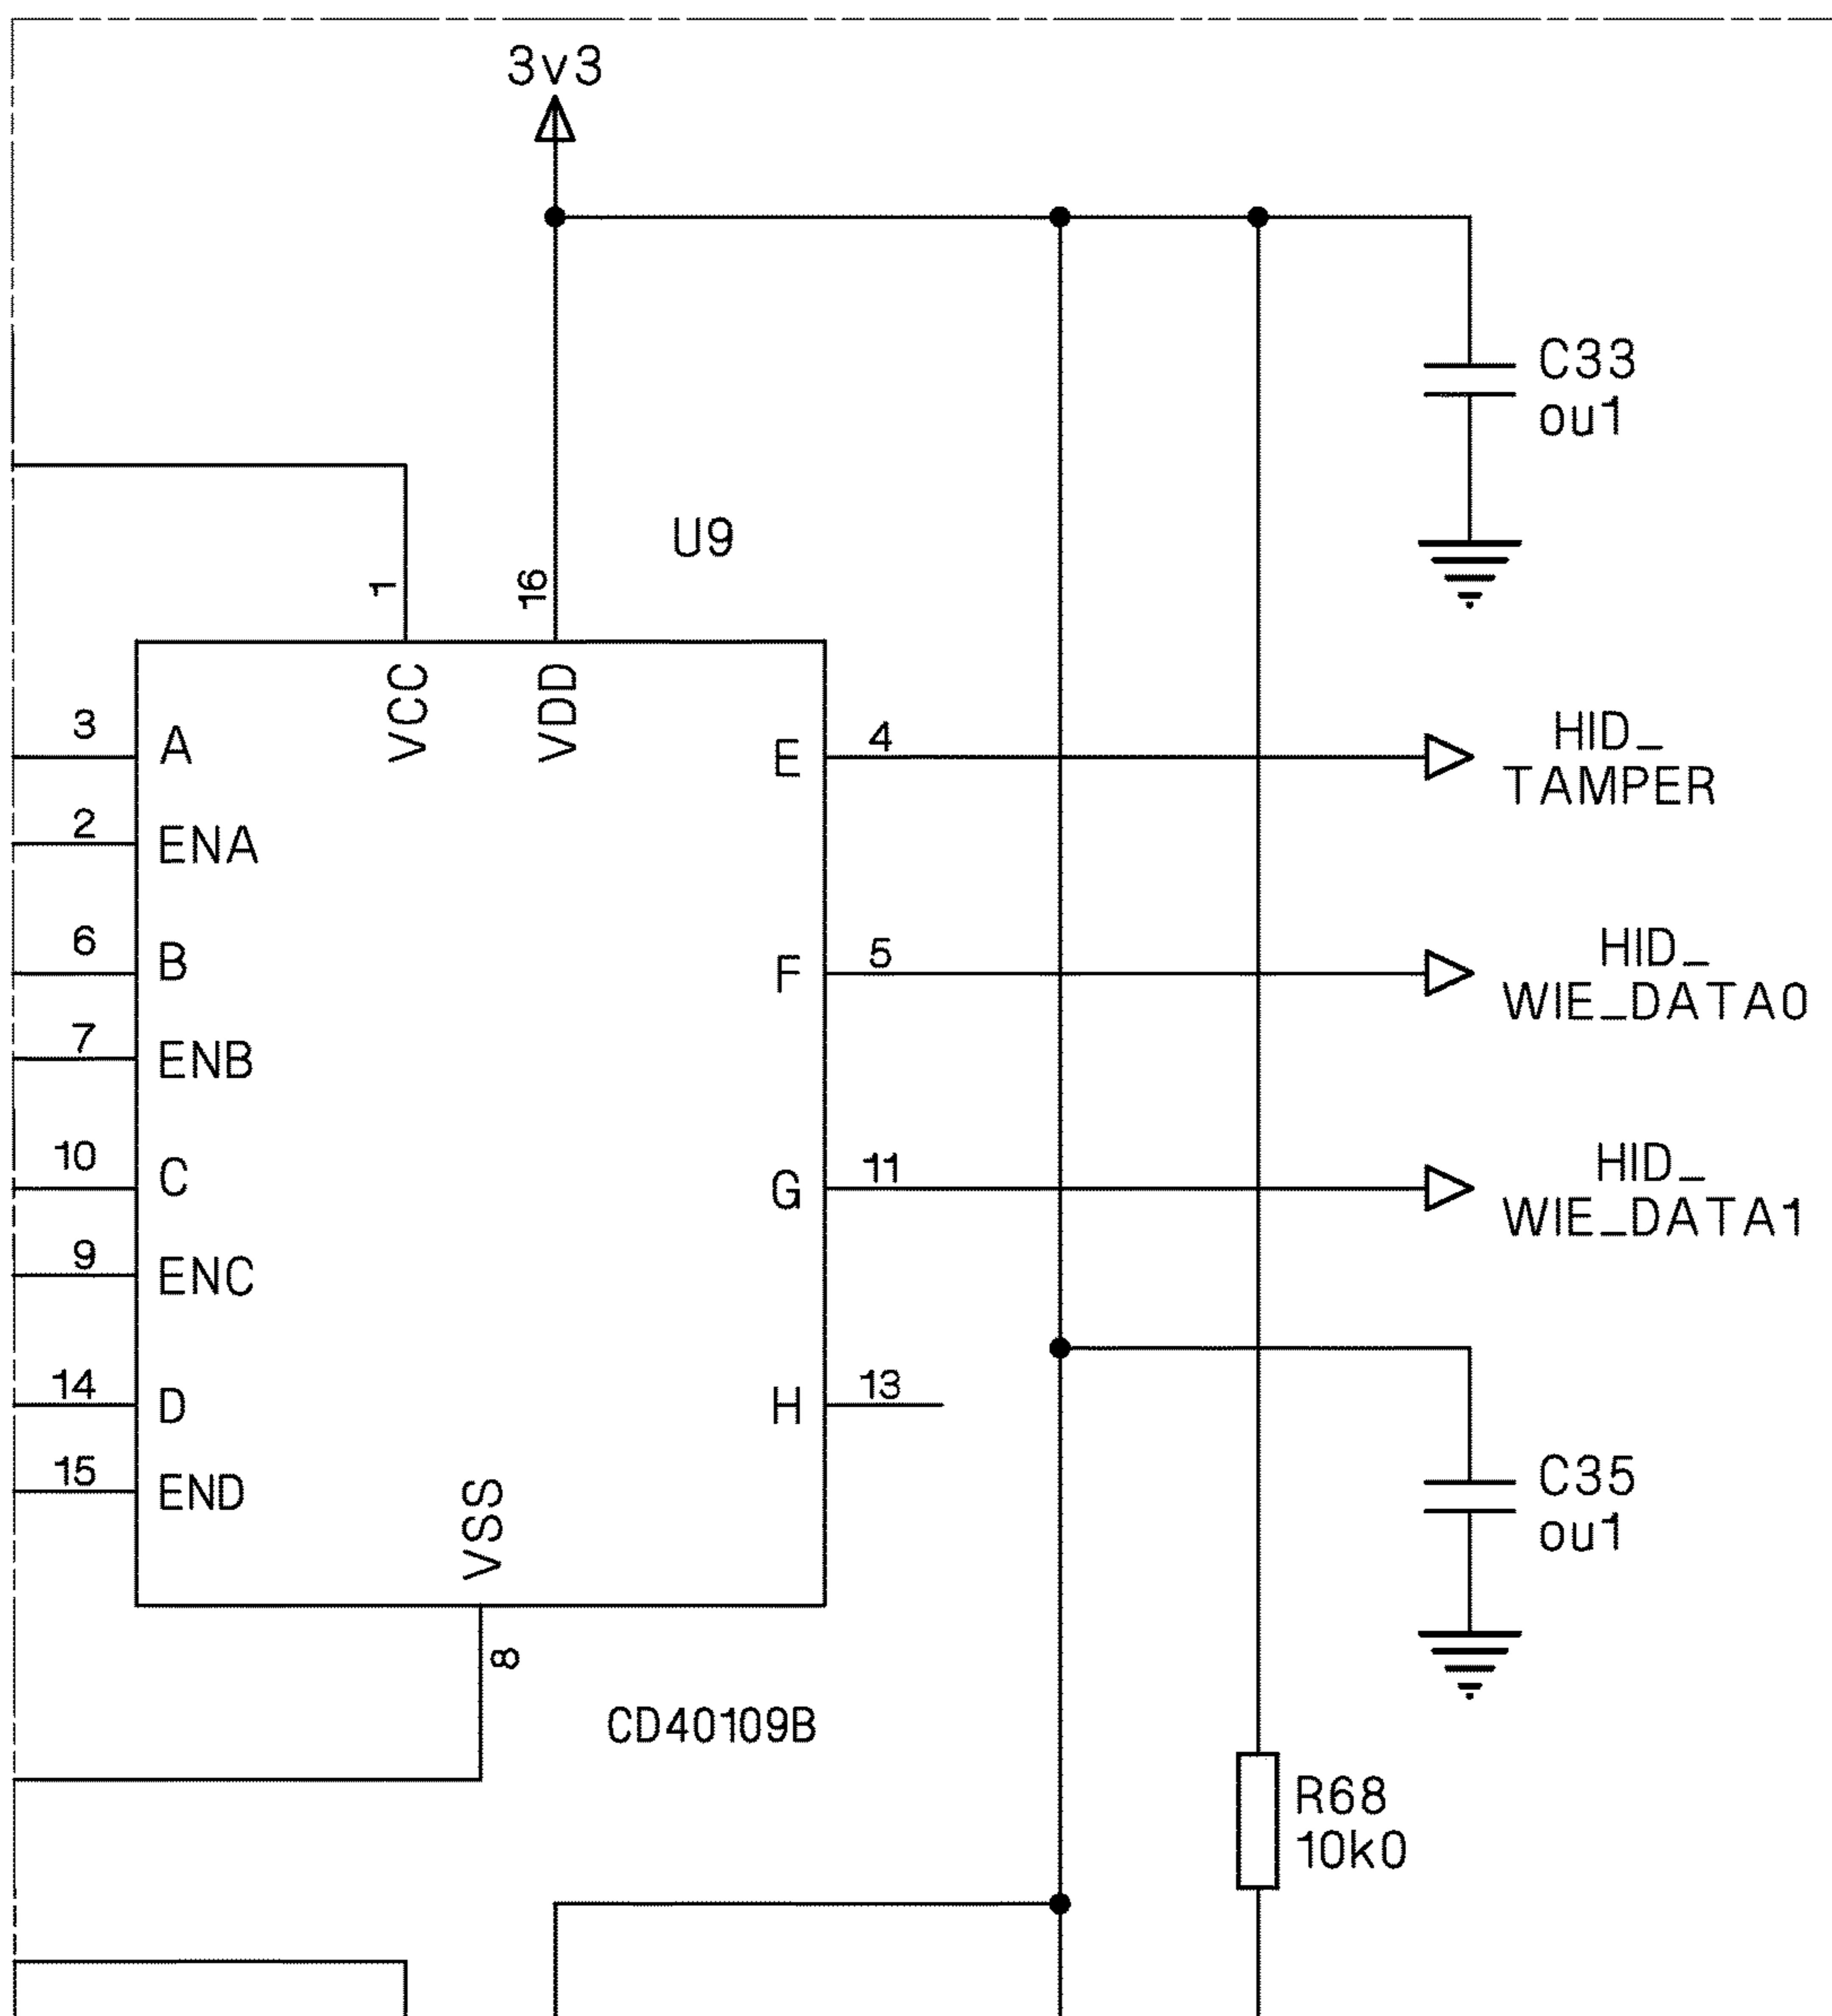 3v3
C33
ou1
U9
1
16
VCC
VDD
3
A
E
4
HID_
TAMPER
2
ENA
6
B
F
5
HID_
WIE_DATA0
7
ENB
10
C
G
11
HID_
WIE_DATA1
9
ENC
14
D
H
13
15
END
VSS
C35
ou1
8
CD40109B
R68
10k0